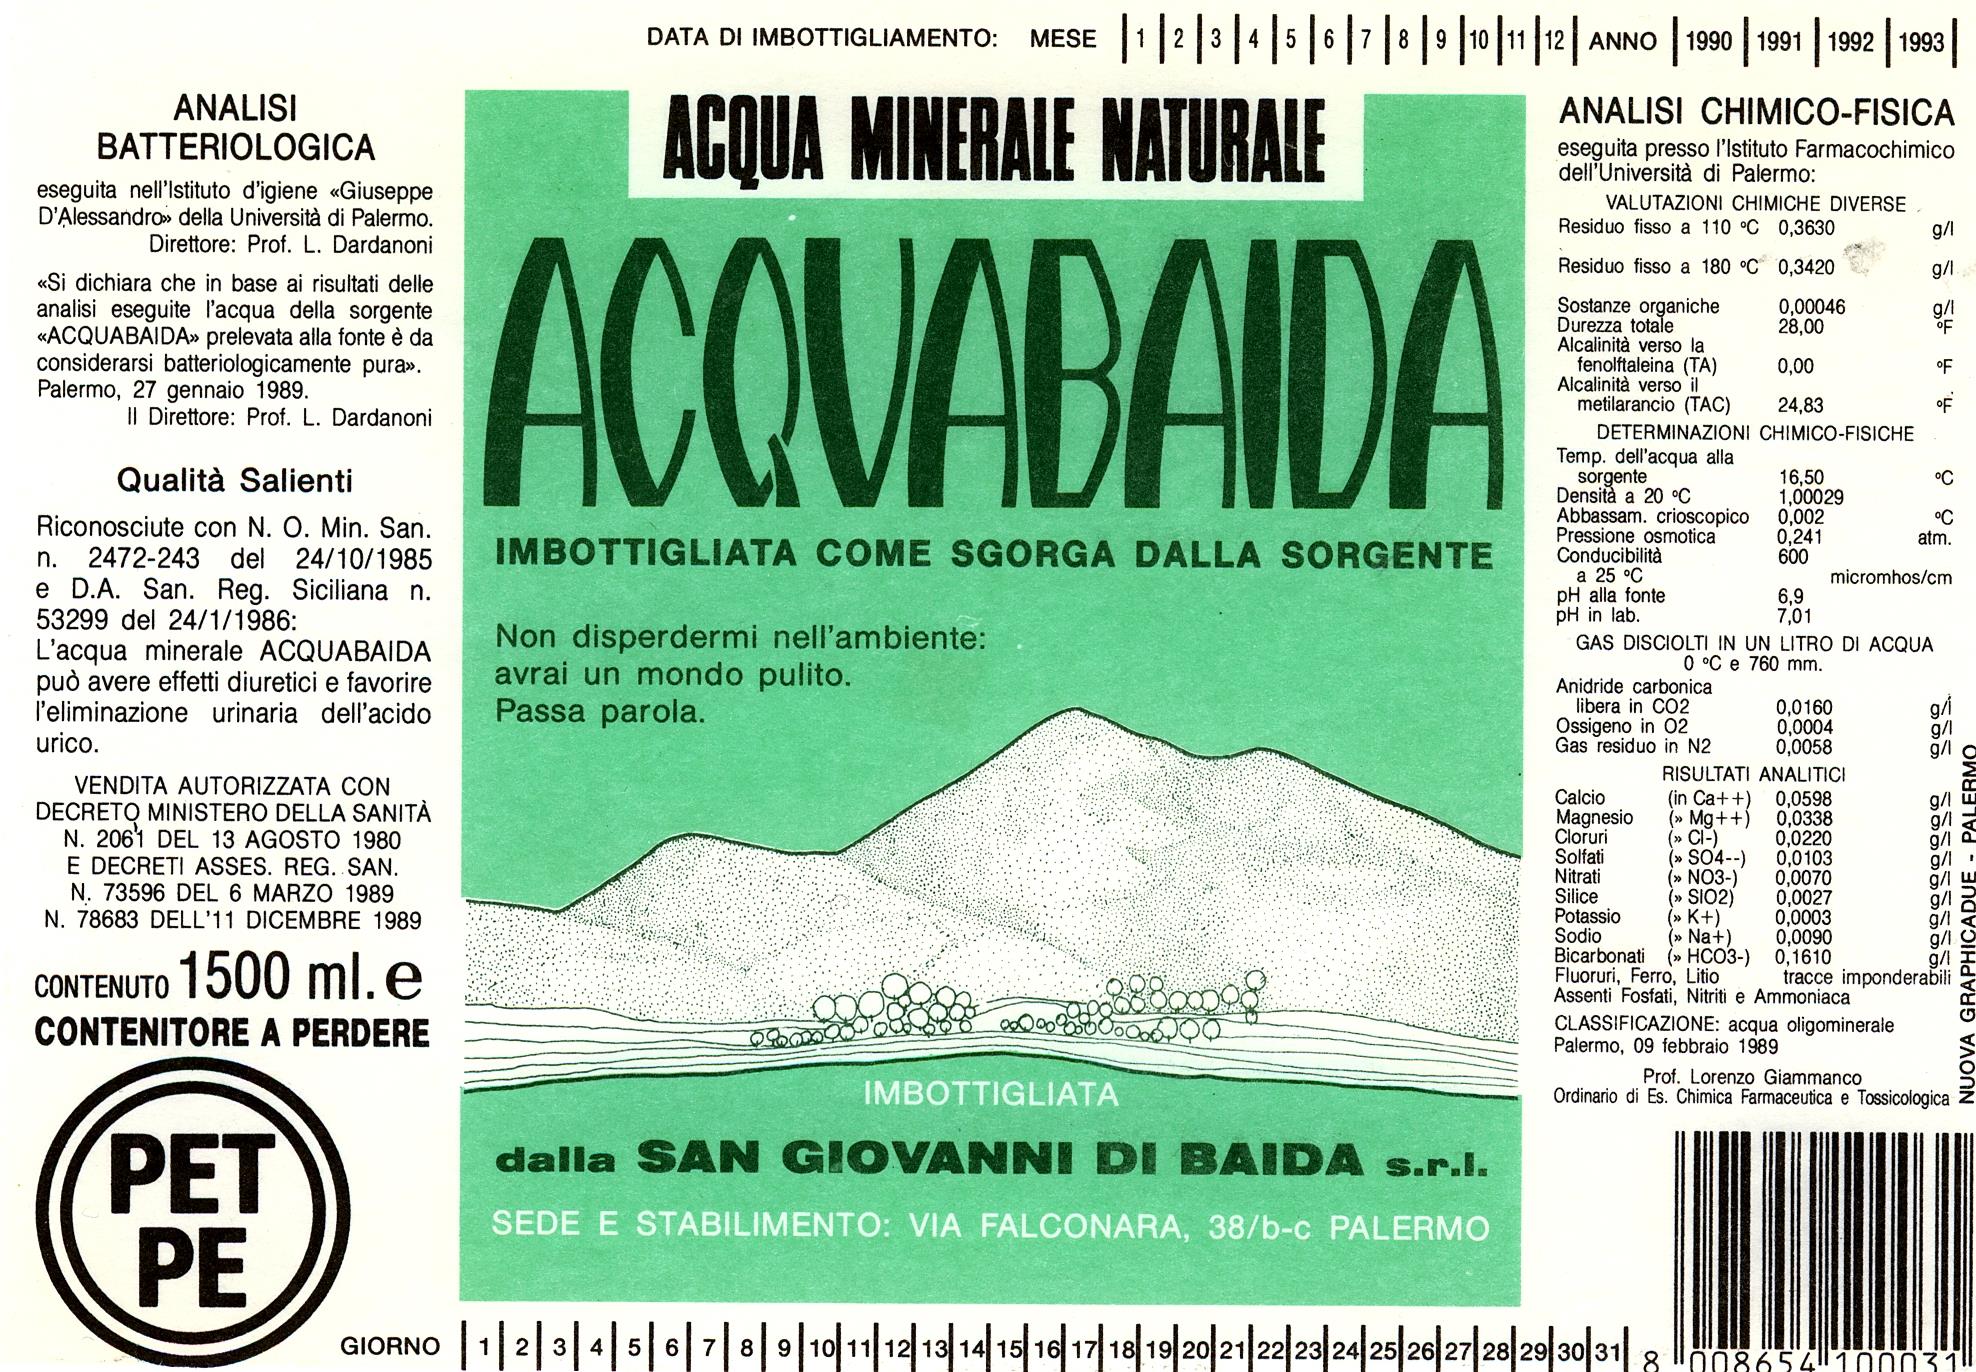 DATA DI IMBOTTIGLIAMENTO: MESE 1 2 3 4 5 6 7 8 9 10 11 12 ANNO 1990 1991 1992 1993
ANALISI
BATTERIOLOGICA
eseguita nell'Istituto d'igiene «Giuseppe
D'Alessandro» della Università di Palermo.
Direttore: Prof. L. Dardanoni
«Si dichiara che in base ai risultati delle
analisi eseguite l'acqua della sorgente
«ACQUABAIDA» prelevata alla fonte è da
considerarsi batteriologicamente pura».
Palermo, 27 gennaio 1989.
Il Direttore: Prof. L. Dardanoni
Qualità Salienti
Riconosciute con N. O. Min. San.
n. 2472-243 del 24/10/1985
e D.A. San. Reg. Siciliana n.
53299 del 24/1/1986:
L'acqua minerale ACQUABAIDA
può avere effetti diuretici e favorire
l'eliminazione urinaria dell'acido
urico.
VENDITA AUTORIZZATA CON
DECRETO MINISTERO DELLA SANITÀ
N. 2061 DEL 13 AGOSTO 1980
E DECRETI ASSES. REG. SAN.
N. 73596 DEL 6 MARZO 1989
N. 78683 DELL'11 DICEMBRE 1989
CONTENUTO 1500 ml. e
CONTENITORE A PERDERE
PET
PE
ACQUA MINERALE NATURALE
ACQUABAIDA
IMBOTTIGLIATA COME SGORGA DALLA SORGENTE
Non disperdermi nell'ambiente:
avrai un mondo pulito.
Passa parola.
IMBOTTIGLIATA
dalla SAN GIOVANNI DI BAIDA s.r.l.
SEDE E STABILIMENTO: VIA FALCONARA, 38/b-c PALERMO
ANALISI CHIMICO-FISICA
eseguita presso l'Istituto Farmacochimico
dell'Università di Palermo:
VALUTAZIONI CHIMICHE DIVERSE
Residuo fisso a 110 °C 0,3630 g/l
Residuo fisso a 180 °C 0,3420 g/l
Sostanze organiche 0,00046 g/l
Durezza totale 28,00 °F
Alcalinità verso la
fenolftaleina (TA) 0,00 °F
Alcalinità verso il
metilarancio (TAC) 24,83 °F
DETERMINAZIONI CHIMICO-FISICHE
Temp. dell'acqua alla
sorgente 16,50 °C
Densità a 20 °C 1,00029
Abbassam. crioscopico 0,002 °C
Pressione osmotica 0,241 atm.
Conducibilità 600
a 25 °C micromhos/cm
pH alla fonte 6,9
pH in lab. 7,01
GAS DISCIOLTI IN UN LITRO DI ACQUA
0 °C e 760 mm.
Anidride carbonica
libera in CO2 0,0160 g/l
Ossigeno in O2 0,0004 g/l
Gas residuo in N2 0,0058 g/l
RISULTATI ANALITICI
Calcio (in Ca++) 0,0598 g/l
Magnesio (» Mg++) 0,0338 g/l
Cloruri (» Cl-) 0,0220 g/l
Solfati (» SO4--) 0,0103 g/l
Nitrati (» NO3-) 0,0070 g/l
Silice (» SIO2) 0,0027 g/l
Potassio (» K+) 0,0003 g/l
Sodio (» Na+) 0,0090 g/l
Bicarbonati (» HCO3-) 0,1610 g/l
Fluoruri, Ferro, Litio tracce imponderabili
Assenti Fosfati, Nitriti e Ammoniaca
CLASSIFICAZIONE: acqua oligominerale
Palermo, 09 febbraio 1989
Prof. Lorenzo Giammanco
Ordinario di Es. Chimica Farmaceutica e Tossicologica
NUOVA GRAPHICADUE - PALERMO
GIORNO 1 2 3 4 5 6 7 8 9 10 11 12 13 14 15 16 17 18 19 20 21 22 23 24 25 26 27 28 29 30 31
8 008654 100031